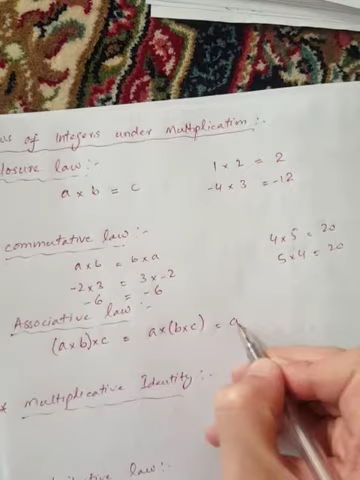 ws of Integers under Multiplication :-
losure law :-
a × b = c
1 × 2 = 2
-4 × 3 = -12
commutative law :-
a×b = b×a
-2×3 = 3×-2
-6 = -6
4×5 = 20
5×4 = 20
Associative law :-
(a×b)×c = a×(b×c) = a
* Multiplicative Identity :-
law :-